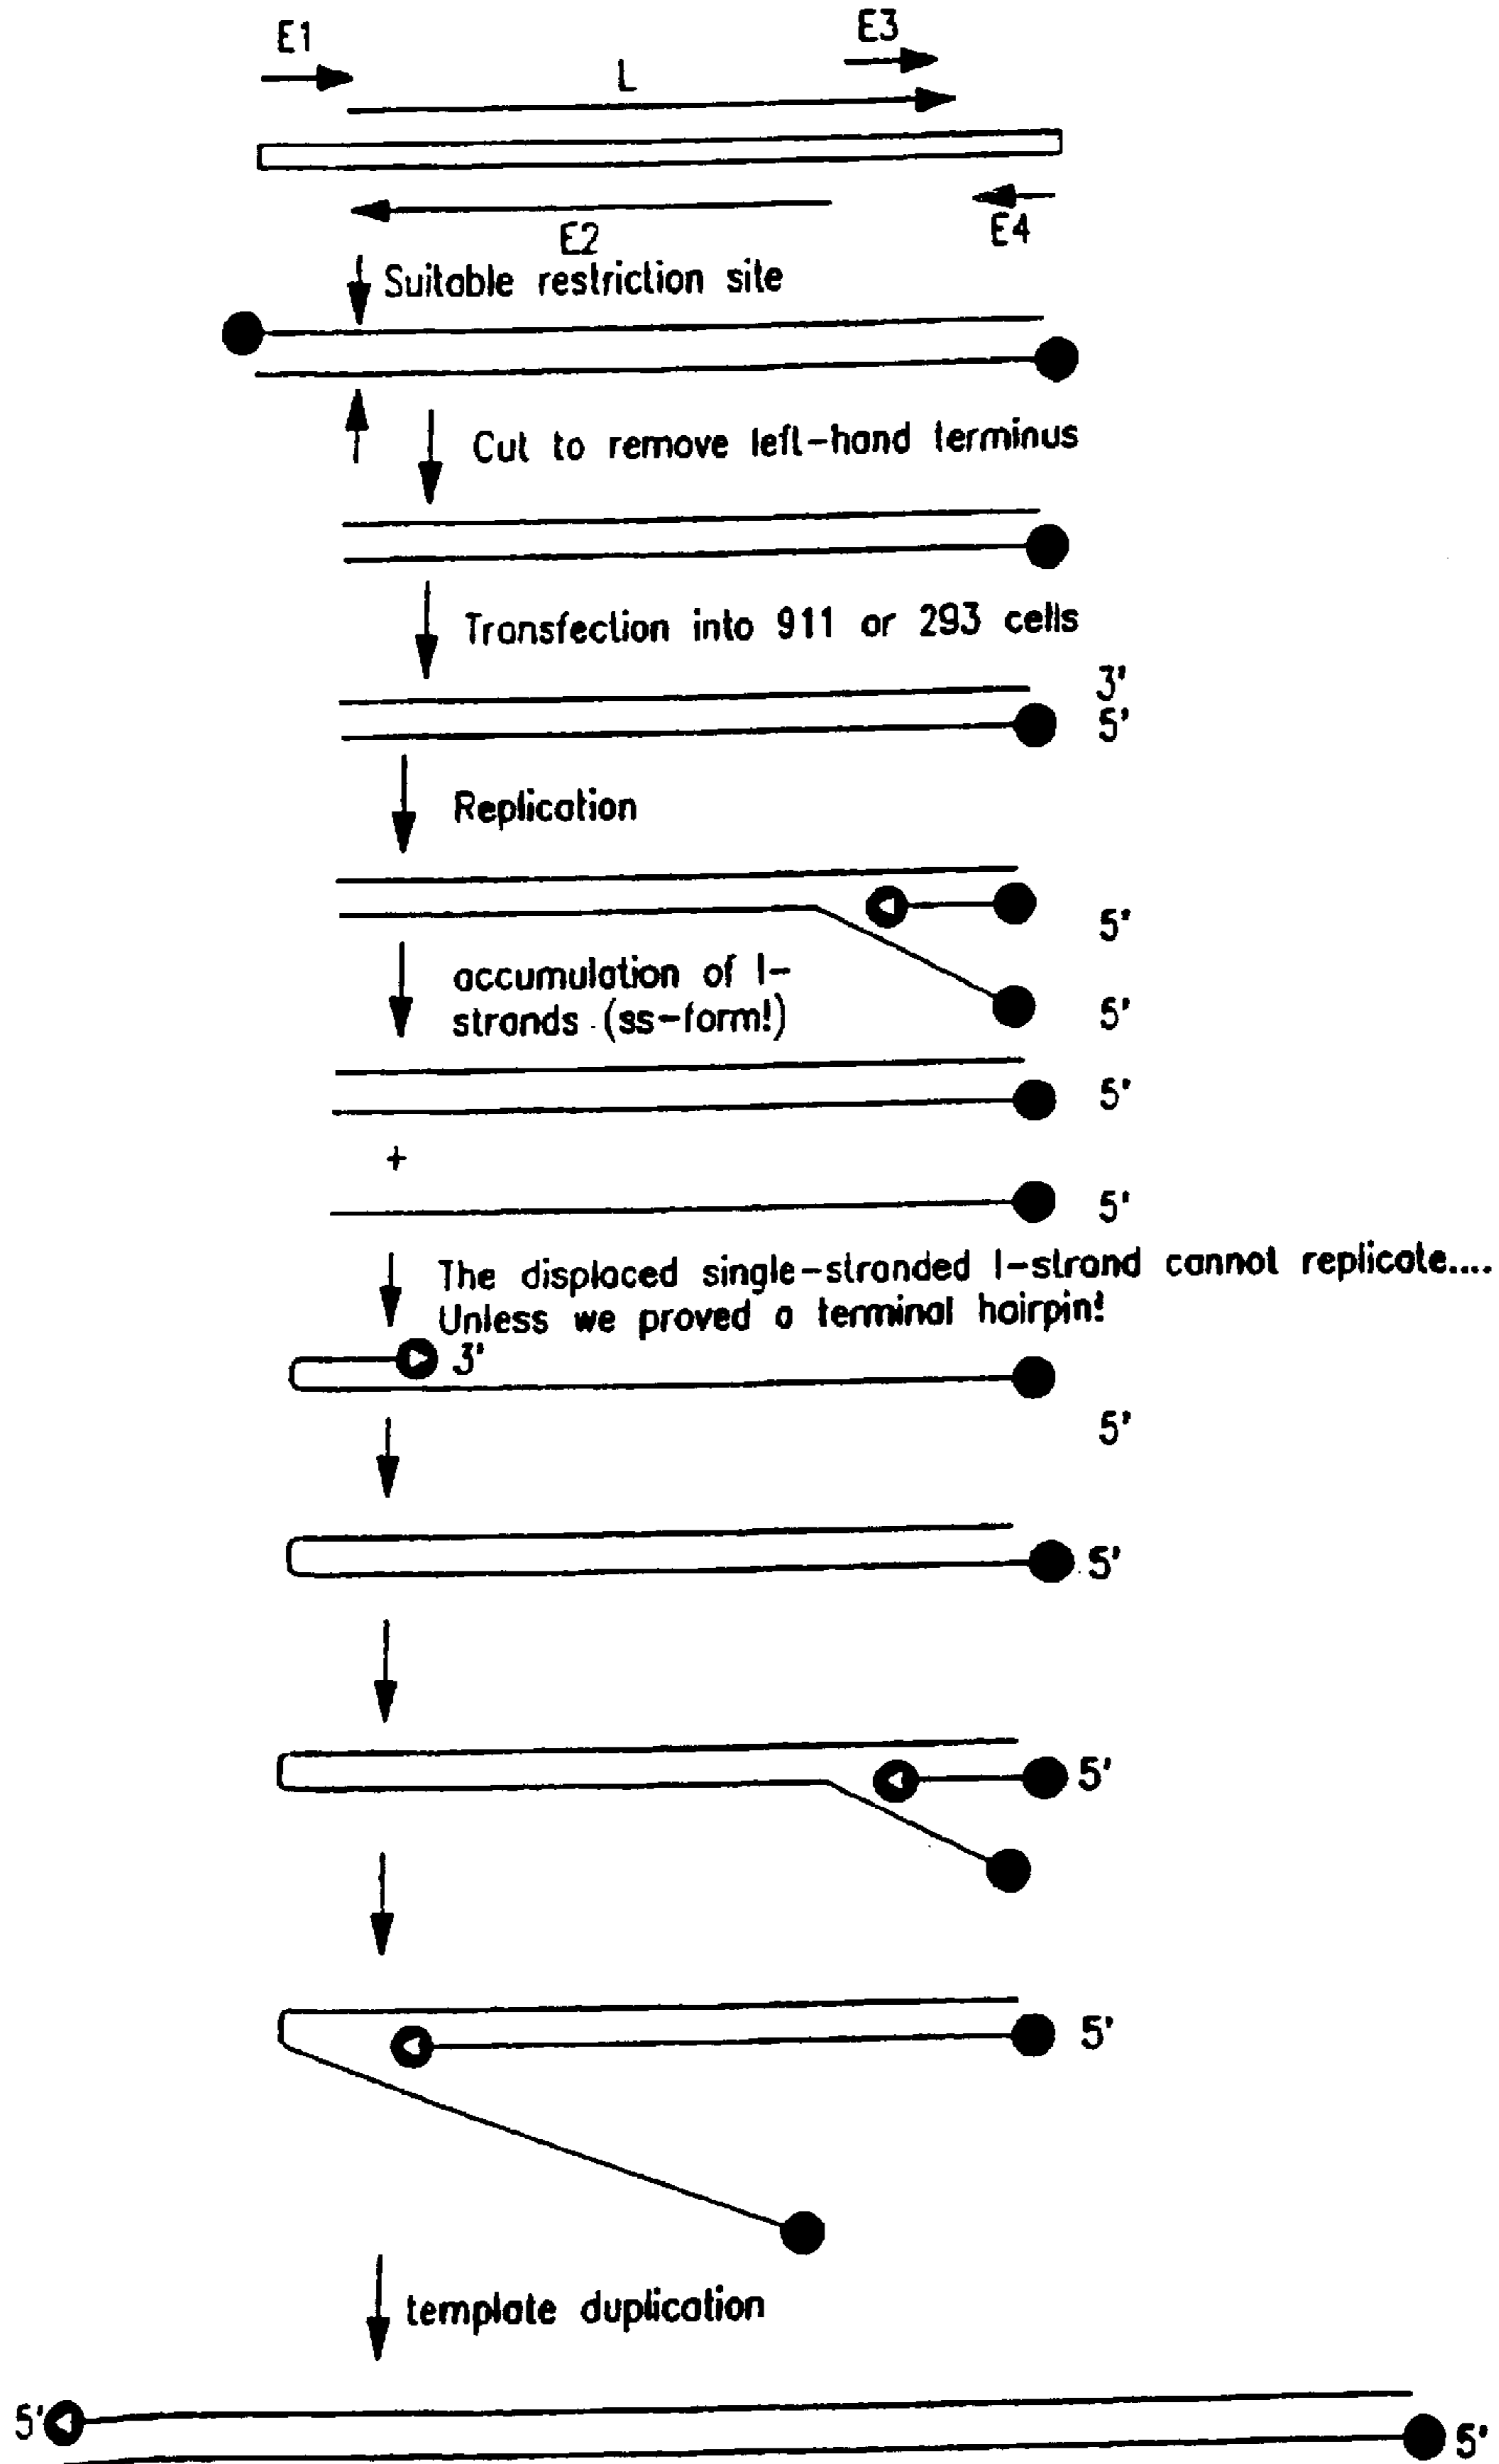 E1
E3
L
E2
E4
Suitable restriction site
Cut to remove left-hand terminus
Transfection into 911 or 293 cells
3'
5'
Replication
5'
accumulation of l-
strands (ss-form!)
5'
5'
+
5'
The displaced single-stranded l-strand cannot replicate....
Unless we proved a terminal hairpin!
3'
5'
5'
5'
5'
template duplication
5'
5'